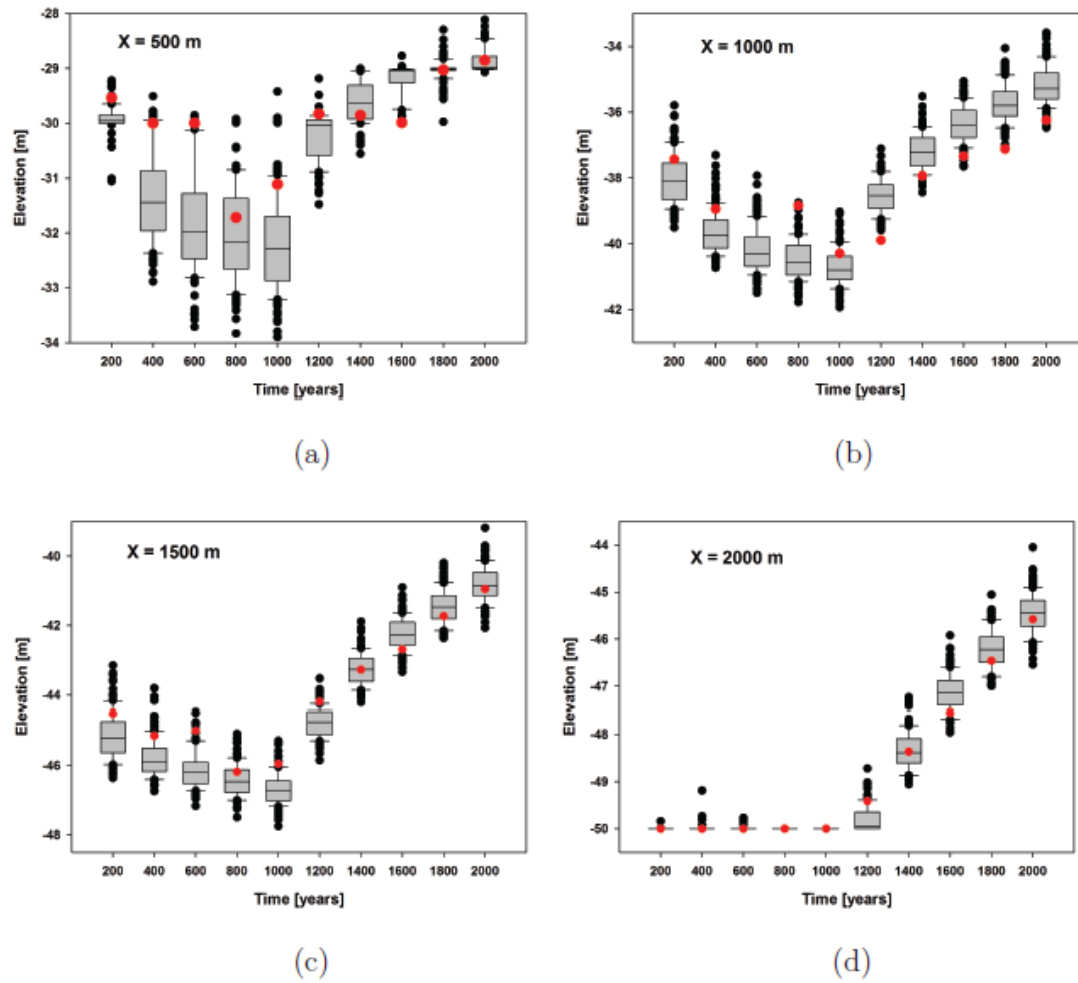 X = 500 m
Elevation [m]
-28
-29
-30
-31
-32
-33
-34
200 400 600 800 1000 1200 1400 1600 1800 2000
Time [years]
(a)
X = 1000 m
Elevation [m]
-34
-36
-38
-40
-42
200 400 600 800 1000 1200 1400 1600 1800 2000
Time [years]
(b)
X = 1500 m
Elevation [m]
-40
-42
-44
-46
-48
200 400 600 800 1000 1200 1400 1600 1800 2000
Time [years]
(c)
X = 2000 m
Elevation [m]
-44
-45
-46
-47
-48
-49
-50
200 400 600 800 1000 1200 1400 1600 1800 2000
Time [years]
(d)